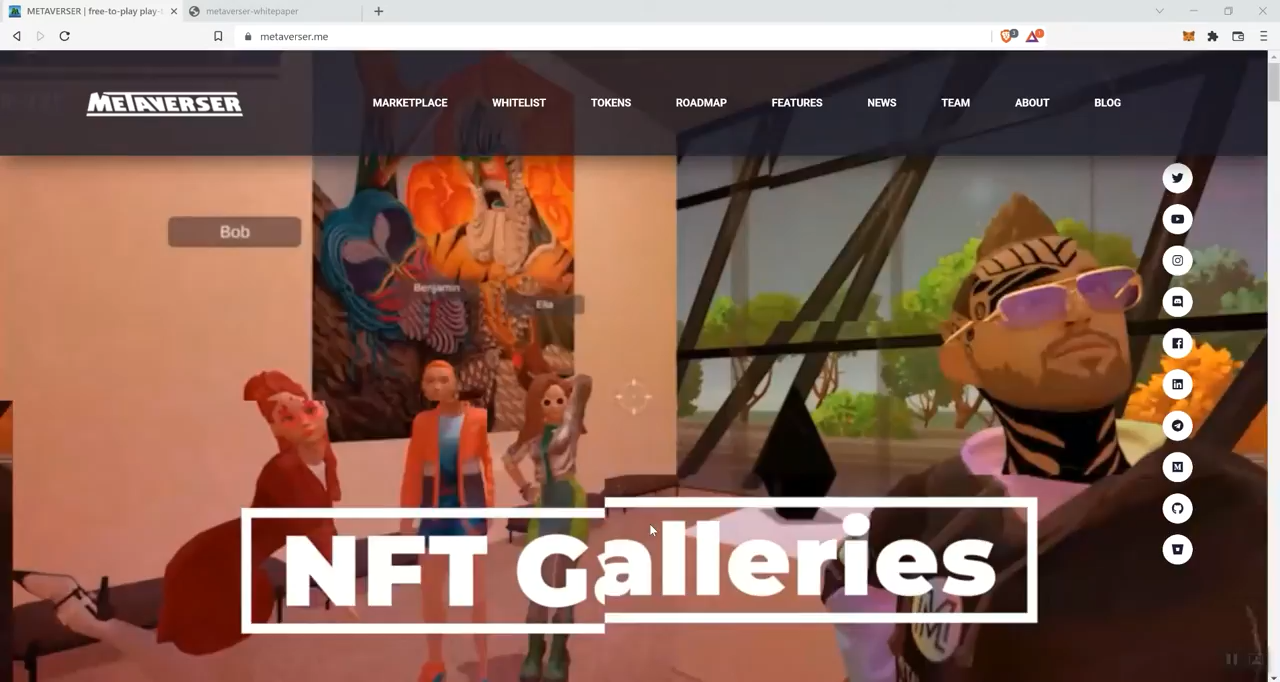 METAVERSER | free-to-play play-
metaverser-whitepaper
metaverser.me
METAVERSER
MARKETPLACE WHITELIST TOKENS ROADMAP FEATURES NEWS TEAM ABOUT BLOG
Bob
Benjamin
Ella
NFT Galleries